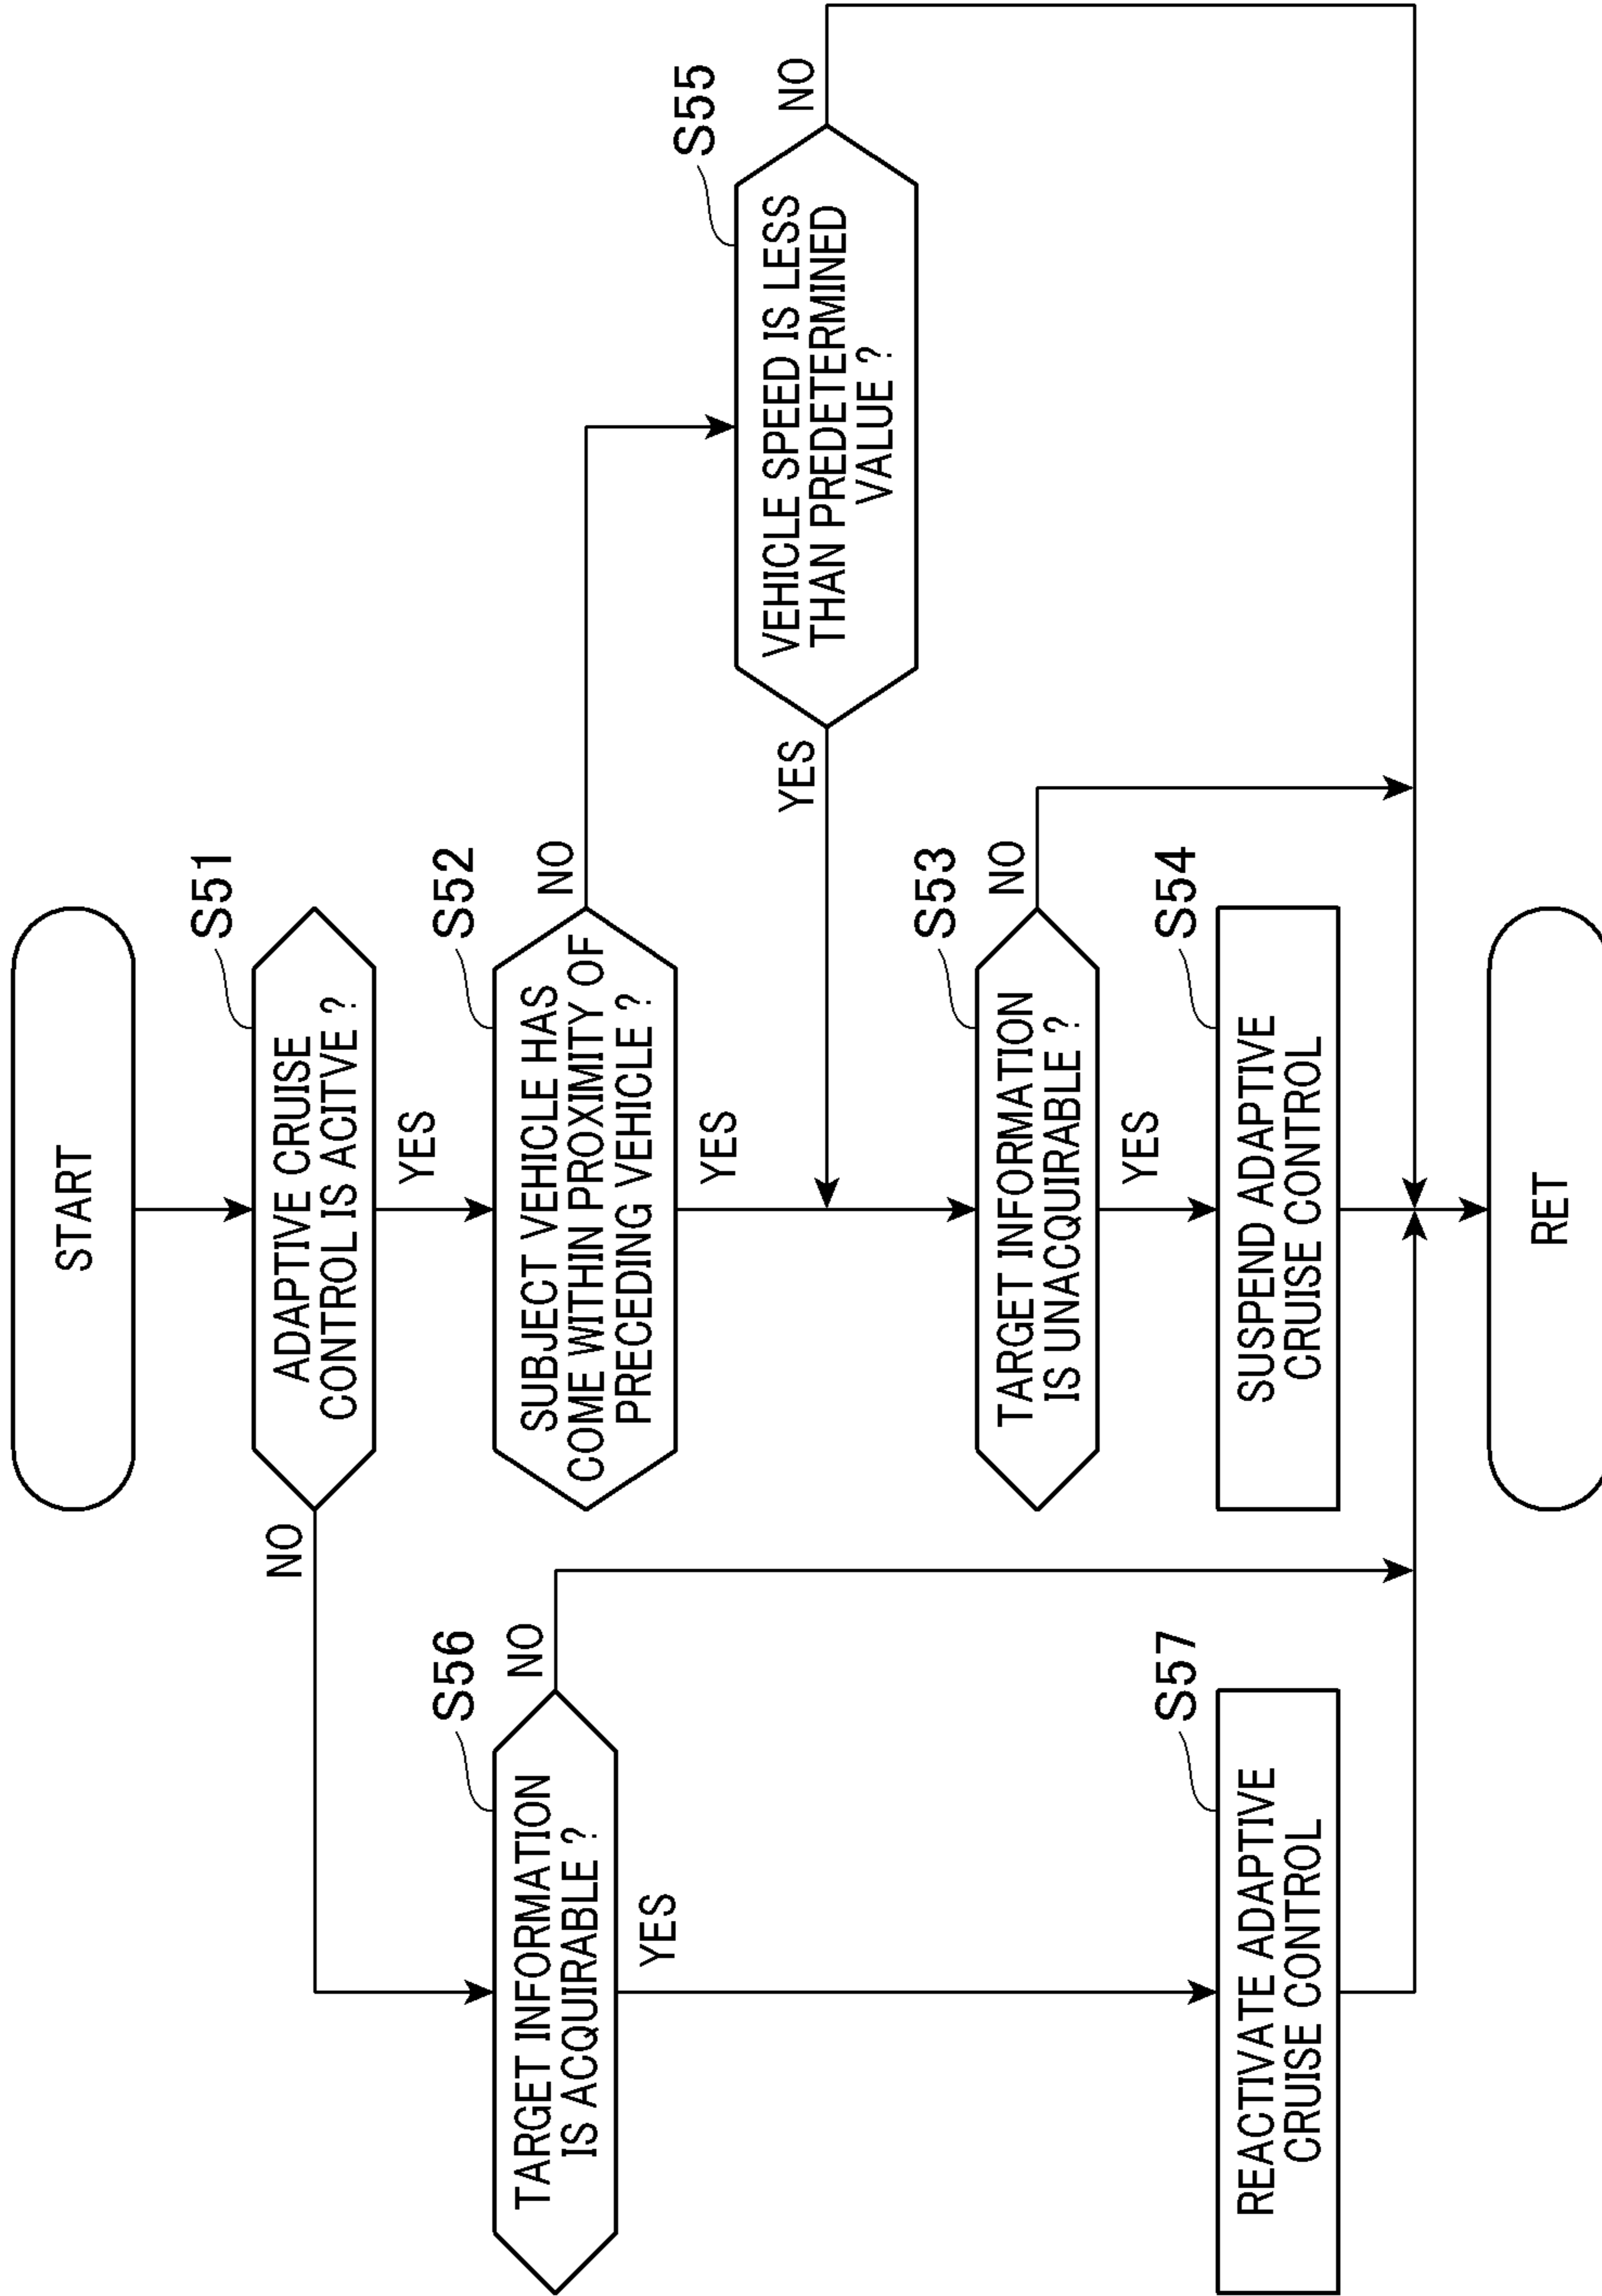 START
S51
ADAPTIVE CRUISE
CONTROL IS ACITVE ?
NO
YES
S52
SUBJECT VEHICLE HAS
COME WITHIN PROXIMITY OF
PRECEDING VEHICLE ?
NO
YES
S56
TARGET INFORMATION
IS ACQUIRABLE ?
NO
YES
S55
VEHICLE SPEED IS LESS
THAN PREDETERMINED
VALUE ?
NO
YES
S53
TARGET INFORMATION
IS UNACQUIRABLE ?
NO
YES
S54
SUSPEND ADAPTIVE
CRUISE CONTROL
S57
REACTIVATE ADAPTIVE
CRUISE CONTROL
RET